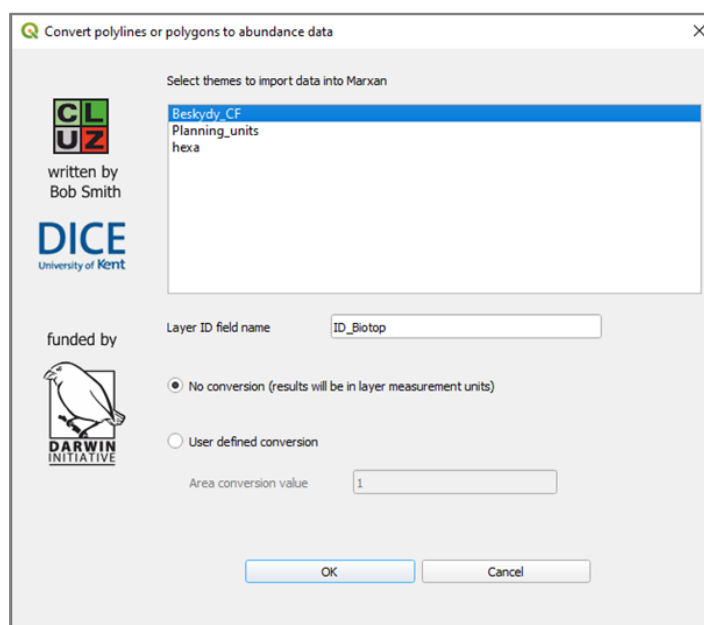 Convert polylines or polygons to abundance data
Select themes to import data into Marxan
Beskydy_CF
Planning_units
hexa
CL
UZ
written by
Bob Smith
DICE
University of Kent
Layer ID field name
ID_Biotop
funded by
No conversion (results will be in layer measurement units)
DARWIN
INITIATIVE
User defined conversion
Area conversion value
1
OK
Cancel